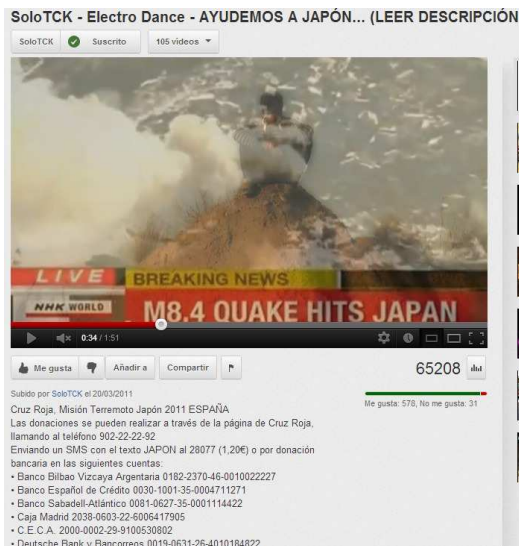 SoloTCK - Electro Dance - AYUDEMOS A JAPÓN... (LEER DESCRIPCIÓN
SoloTCK Suscrito 105 videos
LIVE BREAKING NEWS
NHK WORLD M8.4 QUAKE HITS JAPAN
0:34 / 1:51
Me gusta Añadir a Compartir 65208
Subido por SoloTCK el 20/03/2011
Me gusta: 578, No me gusta: 31
Cruz Roja, Misión Terremoto Japón 2011 ESPAÑA
Las donaciones se pueden realizar a través de la página de Cruz Roja,
llamando al teléfono 902-22-22-92
Enviando un SMS con el texto JAPON al 28077 (1,20€) o por donación
bancaria en las siguientes cuentas:
• Banco Bilbao Vizcaya Argentaria 0182-2370-46-0010022227
• Banco Español de Crédito 0030-1001-35-0004711271
• Banco Sabadell-Atlántico 0081-0627-35-0001114422
• Caja Madrid 2038-0603-22-6006417905
• C.E.C.A. 2000-0002-29-9100530802
• Deutsche Bank y Bancorreos 0019-0631-26-4010184822